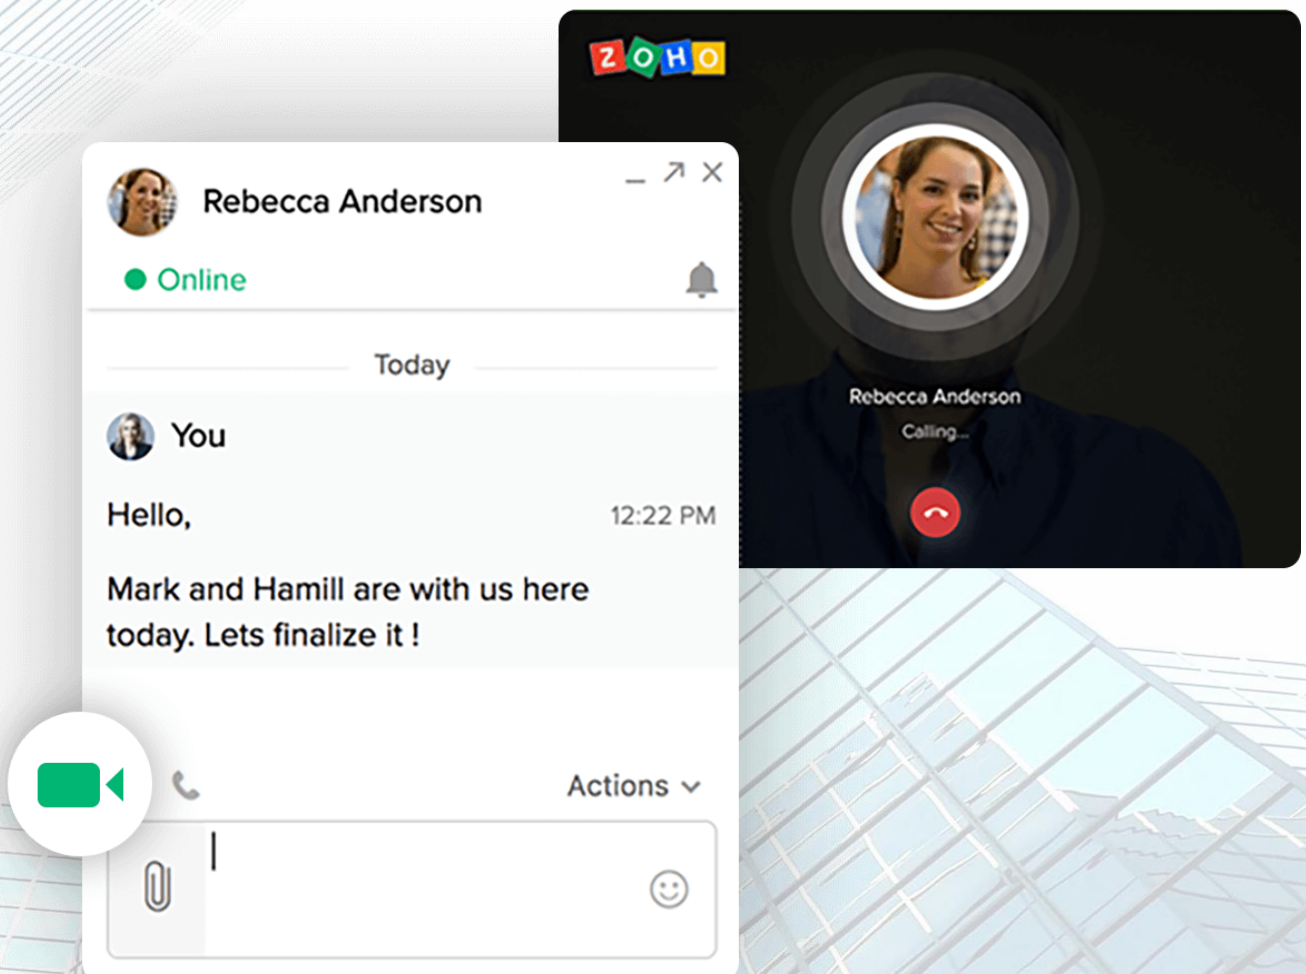 ZOHO
Rebecca Anderson
Online
Today
You
Hello,
12:22 PM
Mark and Hamill are with us here
today. Lets finalize it !
Actions
Rebecca Anderson
Calling...